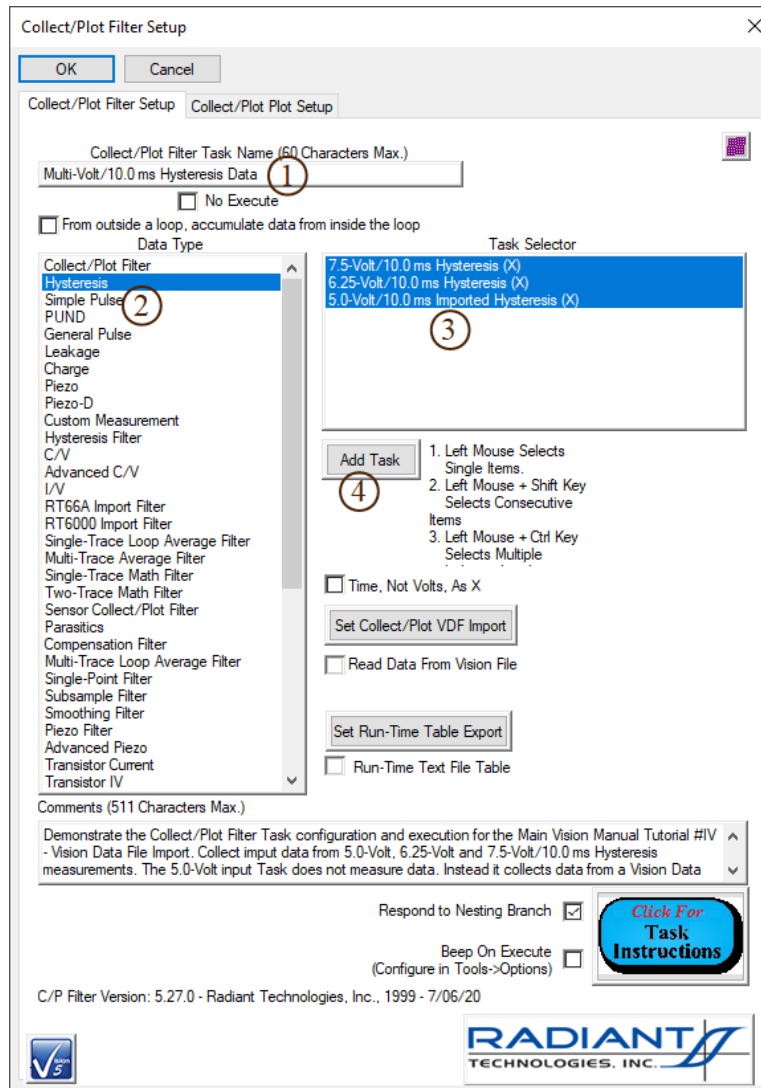 Collect/Plot Filter Setup
OK
Cancel
Collect/Plot Filter Setup
Collect/Plot Plot Setup
Collect/Plot Filter Task Name (60 Characters Max.)
Multi-Volt/10.0 ms Hysteresis Data
1
No Execute
From outside a loop, accumulate data from inside the loop
Data Type
Collect/Plot Filter
Hysteresis
Simple Pulse
2
PUND
General Pulse
Leakage
Charge
Piezo
Piezo-D
Custom Measurement
Hysteresis Filter
C/V
Advanced C/V
I/V
RT66A Import Filter
RT6000 Import Filter
Single-Trace Loop Average Filter
Multi-Trace Average Filter
Single-Trace Math Filter
Two-Trace Math Filter
Sensor Collect/Plot Filter
Parasitics
Compensation Filter
Multi-Trace Loop Average Filter
Single-Point Filter
Subsample Filter
Smoothing Filter
Piezo Filter
Advanced Piezo
Transistor Current
Transistor IV
Task Selector
7.5-Volt/10.0 ms Hysteresis (X)
6.25-Volt/10.0 ms Hysteresis (X)
5.0-Volt/10.0 ms Imported Hysteresis (X)
3
Add Task
4
1. Left Mouse Selects
Single Items.
2. Left Mouse + Shift Key
Selects Consecutive
Items
3. Left Mouse + Ctrl Key
Selects Multiple
Time, Not Volts, As X
Set Collect/Plot VDF Import
Read Data From Vision File
Set Run-Time Table Export
Run-Time Text File Table
Comments (511 Characters Max.)
Demonstrate the Collect/Plot Filter Task configuration and execution for the Main Vision Manual Tutorial #IV
- Vision Data File Import. Collect imput data from 5.0-Volt, 6.25-Volt and 7.5-Volt/10.0 ms Hysteresis
measurements. The 5.0-Volt input Task does not measure data. Instead it collects data from a Vision Data
Respond to Nesting Branch
Beep On Execute
(Configure in Tools->Options)
Click For
Task
Instructions
C/P Filter Version: 5.27.0 - Radiant Technologies, Inc., 1999 - 7/06/20
Vision
5
RADIANT
TECHNOLOGIES, INC.